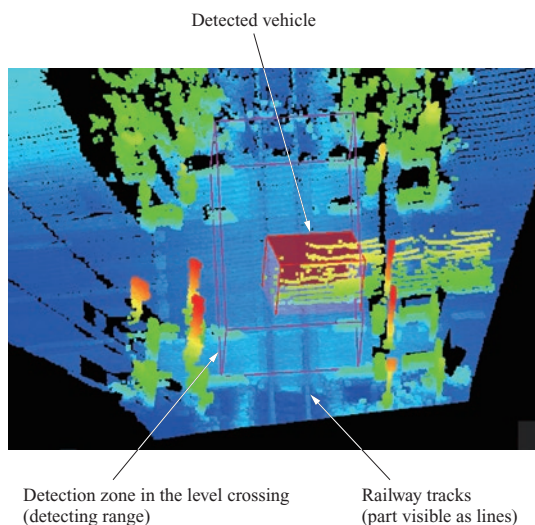 Detected vehicle
Detection zone in the level crossing
(detecting range)
Railway tracks
(part visible as lines)